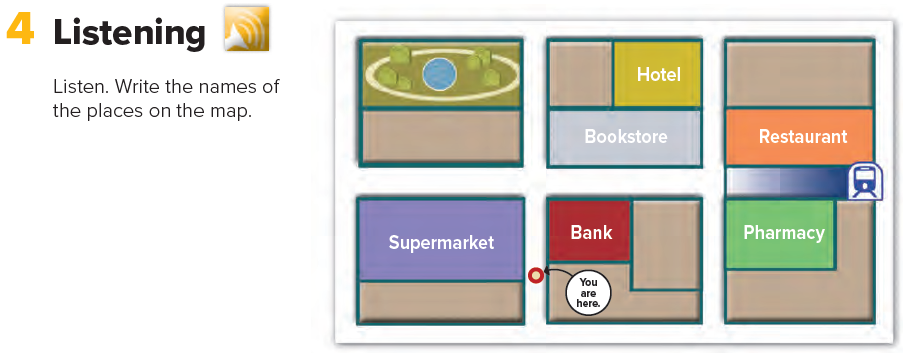 4 Listening
Listen. Write the names of
the places on the map.
Hotel
Bookstore
Restaurant
Supermarket
Bank
Pharmacy
You
are
here.